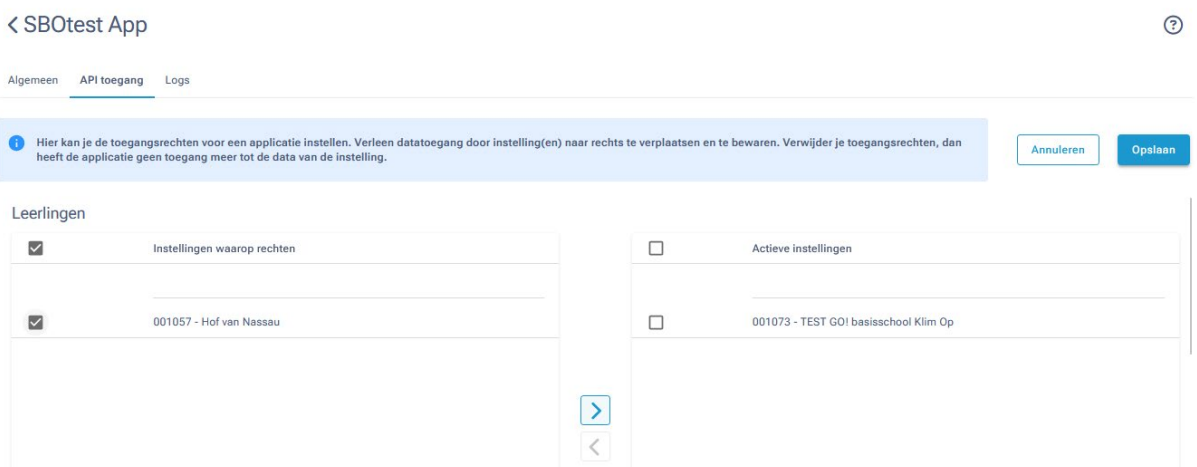 SBOtest App
Algemeen API toegang Logs
Hier kan je de toegangsrechten voor een applicatie instellen. Verleen datatoegang door instelling(en) naar rechts te verplaatsen en te bewaren. Verwijder je toegangsrechten, dan
heeft de applicatie geen toegang meer tot de data van de instelling.
Annuleren Opslaan
Leerlingen
Instellingen waarop rechten Actieve instellingen
001057 - Hof van Nassau 001073 - TEST GO! basisschool Klim Op